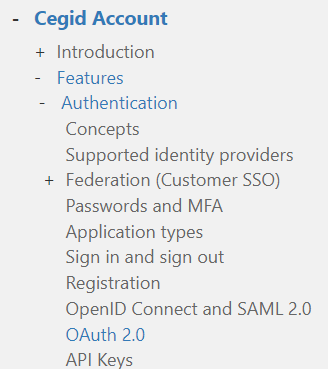 - Cegid Account
+ Introduction
- Features
- Authentication
Concepts
Supported identity providers
+ Federation (Customer SSO)
Passwords and MFA
Application types
Sign in and sign out
Registration
OpenID Connect and SAML 2.0
OAuth 2.0
API Keys